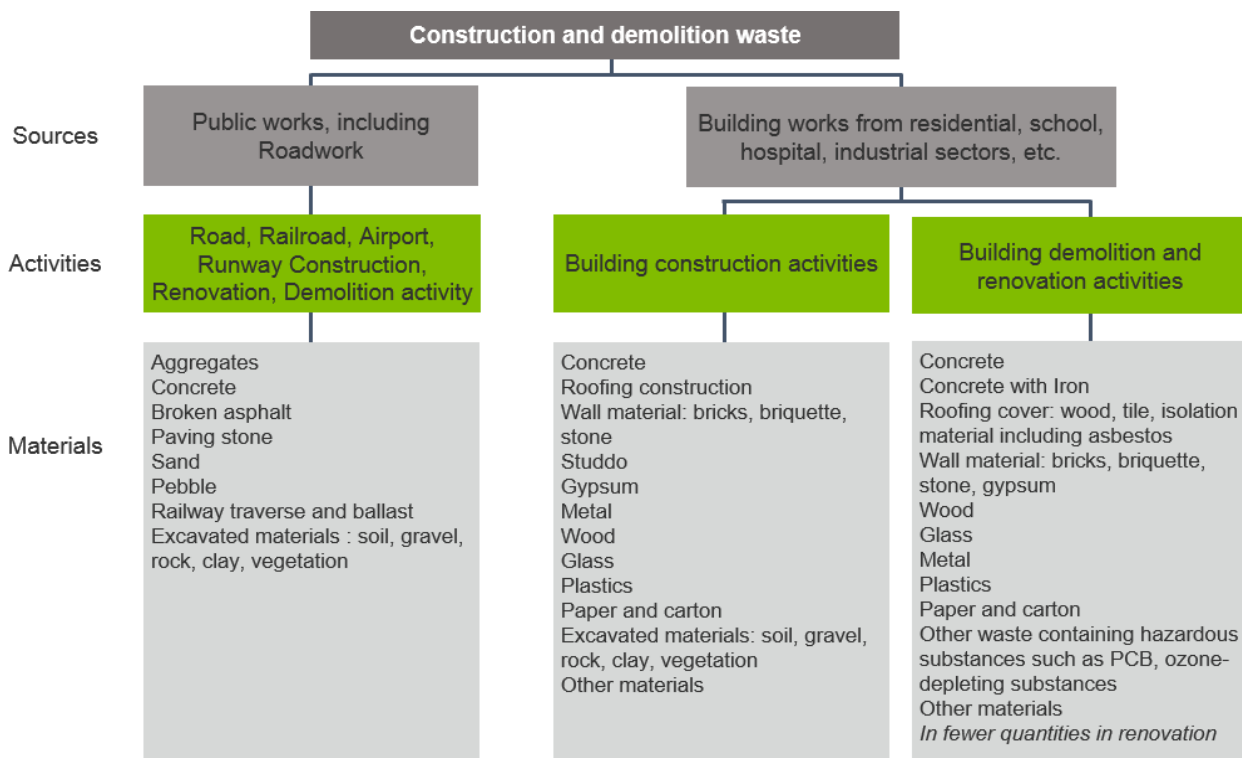 Construction and demolition waste
Sources
Public works, including
Roadwork
Building works from residential, school,
hospital, industrial sectors, etc.
Activities
Road, Railroad, Airport,
Runway Construction,
Renovation, Demolition activity
Building construction activities
Building demolition and
renovation activities
Materials
Aggregates
Concrete
Broken asphalt
Paving stone
Sand
Pebble
Railway traverse and ballast
Excavated materials : soil, gravel,
rock, clay, vegetation
Concrete
Roofing construction
Wall material: bricks, briquette,
stone
Studdo
Gypsum
Metal
Wood
Glass
Plastics
Paper and carton
Excavated materials: soil, gravel,
rock, clay, vegetation
Other materials
Concrete
Concrete with Iron
Roofing cover: wood, tile, isolation
material including asbestos
Wall material: bricks, briquette,
stone, gypsum
Wood
Glass
Metal
Plastics
Paper and carton
Other waste containing hazardous
substances such as PCB, ozone-
depleting substances
Other materials
In fewer quantities in renovation